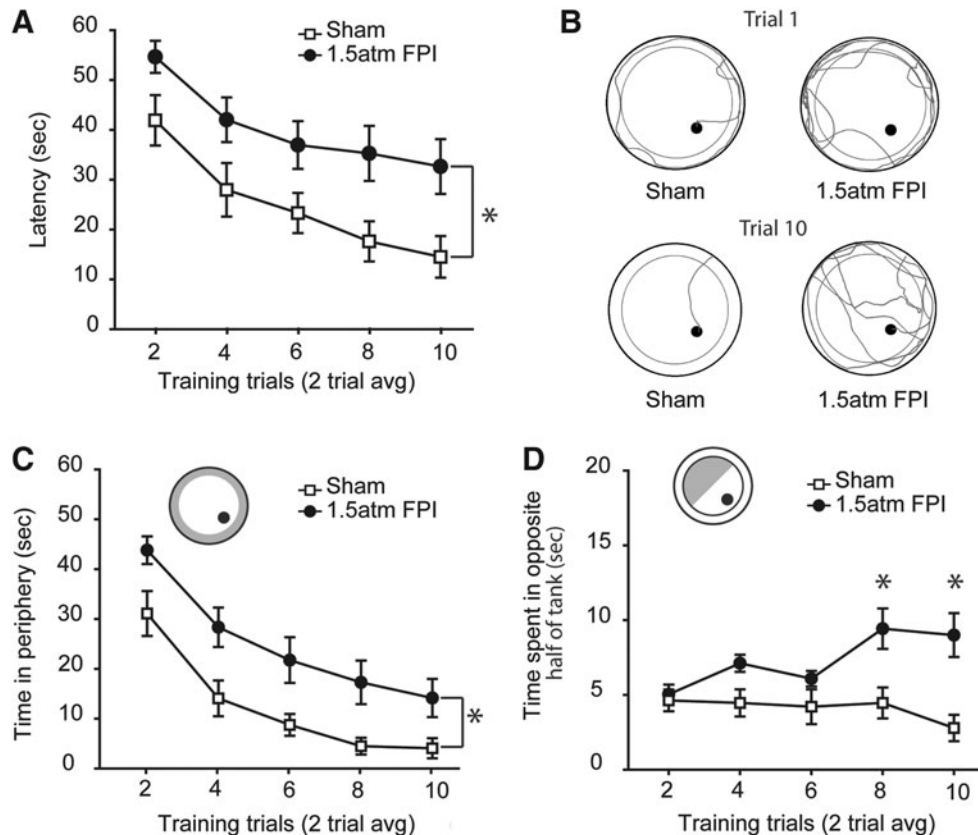 A
Sham
1.5atm FPI
60
50
40
30
20
10
0
Latency (sec)
*
2 4 6 8 10
Training trials (2 trial avg)
B
Trial 1
Sham 1.5atm FPI
Trial 10
Sham 1.5atm FPI
C
Sham
1.5atm FPI
60
50
40
30
20
10
0
Time in periphery (sec)
*
2 4 6 8 10
Training trials (2 trial avg)
D
Sham
1.5atm FPI
20
15
10
5
0
Time spent in opposite
half of tank (sec)
* *
2 4 6 8 10
Training trials (2 trial avg)